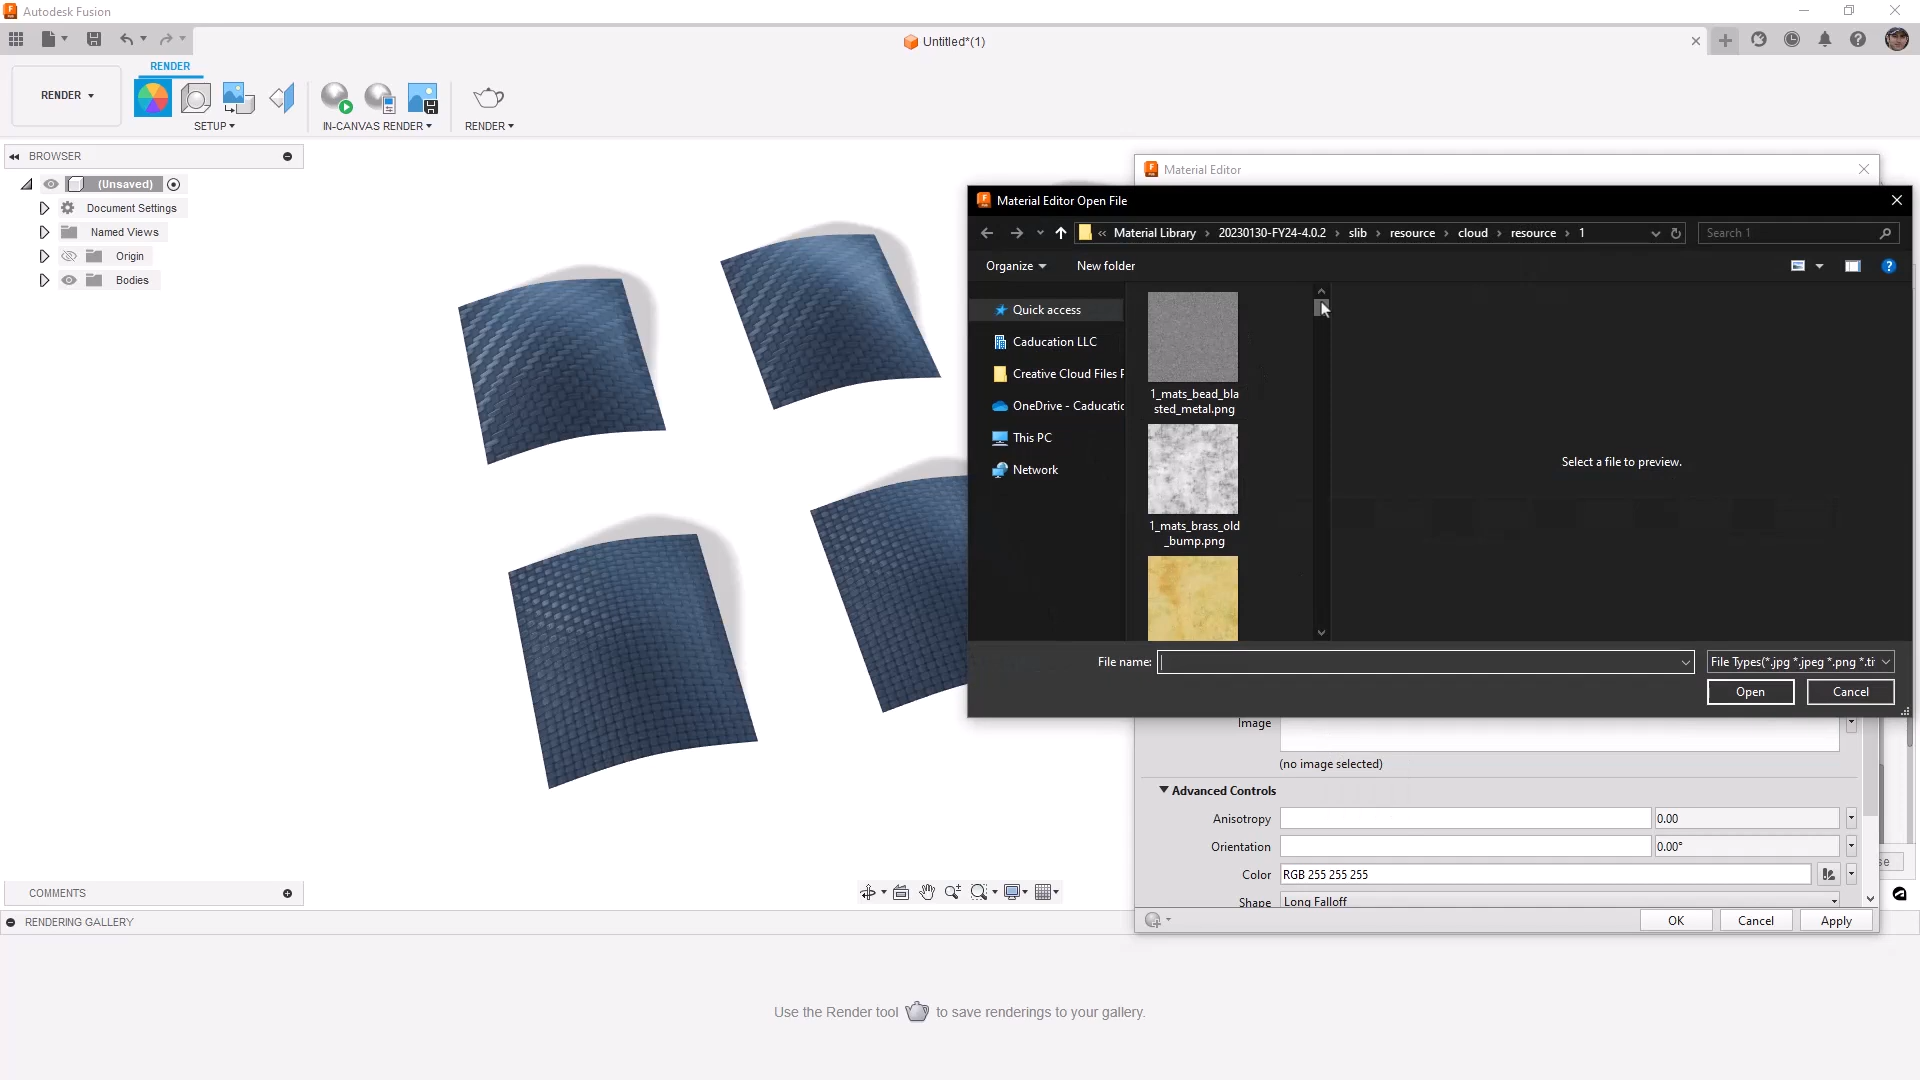 Autodesk Fusion
Untitled*(1)
RENDER
RENDER
SETUP
IN-CANVAS RENDER
RENDER
BROWSER
(Unsaved)
Document Settings
Named Views
Origin
Bodies
Material Editor
Material Editor Open File
Material Library › 20230130-FY24-4.0.2 › slib › resource › cloud › resource › 1
Search 1
Organize
New folder
Quick access
Caducation LLC
Creative Cloud Files
OneDrive - Caducatic
This PC
Network
1_mats_bead_bla
sted_metal.png
1_mats_brass_old
_bump.png
Select a file to preview.
File name:
File Types(*.jpg *.jpeg *.png *.ti
Open
Cancel
Image
(no image selected)
Advanced Controls
Anisotropy
0.00
Orientation
0.00°
Color
RGB 255 255 255
Shape
Long Falloff
OK
Cancel
Apply
COMMENTS
RENDERING GALLERY
Use the Render tool to save renderings to your gallery.